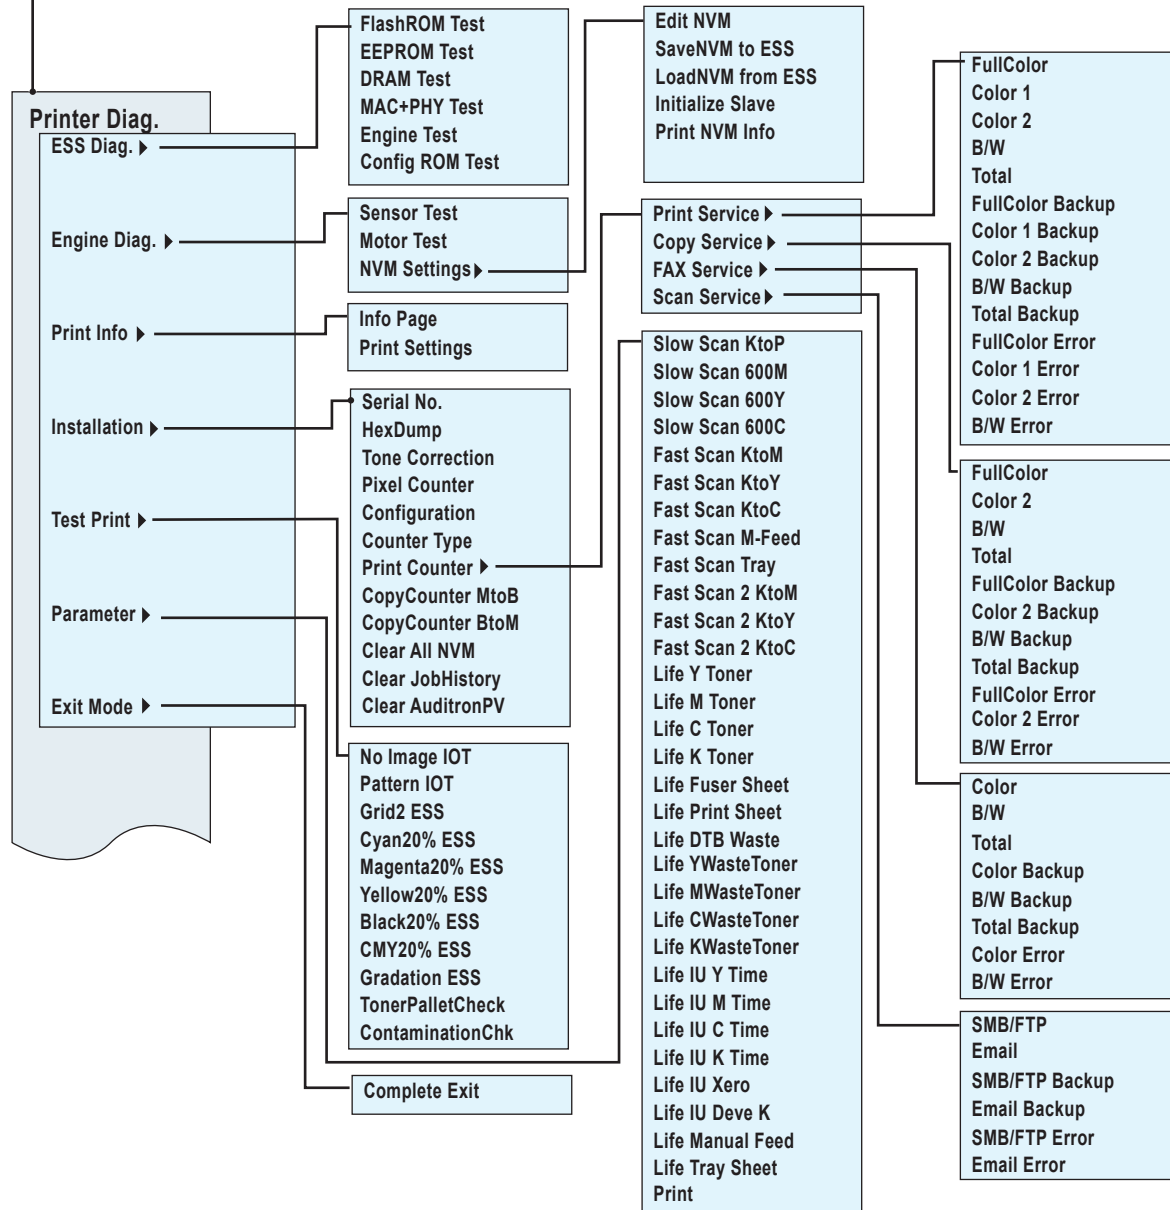 Printer Diag.
ESS Diag.
Engine Diag.
Print Info
Installation
Test Print
Parameter
Exit Mode
FlashROM Test
EEPROM Test
DRAM Test
MAC+PHY Test
Engine Test
Config ROM Test
Sensor Test
Motor Test
NVM Settings
Info Page
Print Settings
Serial No.
HexDump
Tone Correction
Pixel Counter
Configuration
Counter Type
Print Counter
CopyCounter MtoB
CopyCounter BtoM
Clear All NVM
Clear JobHistory
Clear AuditronPV
No Image IOT
Pattern IOT
Grid2 ESS
Cyan20% ESS
Magenta20% ESS
Yellow20% ESS
Black20% ESS
CMY20% ESS
Gradation ESS
TonerPalletCheck
ContaminationChk
Complete Exit
Edit NVM
SaveNVM to ESS
LoadNVM from ESS
Initialize Slave
Print NVM Info
Print Service
Copy Service
FAX Service
Scan Service
Slow Scan KtoP
Slow Scan 600M
Slow Scan 600Y
Slow Scan 600C
Fast Scan KtoM
Fast Scan KtoY
Fast Scan KtoC
Fast Scan M-Feed
Fast Scan Tray
Fast Scan 2 KtoM
Fast Scan 2 KtoY
Fast Scan 2 KtoC
Life Y Toner
Life M Toner
Life C Toner
Life K Toner
Life Fuser Sheet
Life Print Sheet
Life DTB Waste
Life YWasteToner
Life MWasteToner
Life CWasteToner
Life KWasteToner
Life IU Y Time
Life IU M Time
Life IU C Time
Life IU K Time
Life IU Xero
Life IU Deve K
Life Manual Feed
Life Tray Sheet
Print
FullColor
Color 1
Color 2
B/W
Total
FullColor Backup
Color 1 Backup
Color 2 Backup
B/W Backup
Total Backup
FullColor Error
Color 1 Error
Color 2 Error
B/W Error
FullColor
Color 2
B/W
Total
FullColor Backup
Color 2 Backup
B/W Backup
Total Backup
FullColor Error
Color 2 Error
B/W Error
Color
B/W
Total
Color Backup
B/W Backup
Total Backup
Color Error
B/W Error
SMB/FTP
Email
SMB/FTP Backup
Email Backup
SMB/FTP Error
Email Error